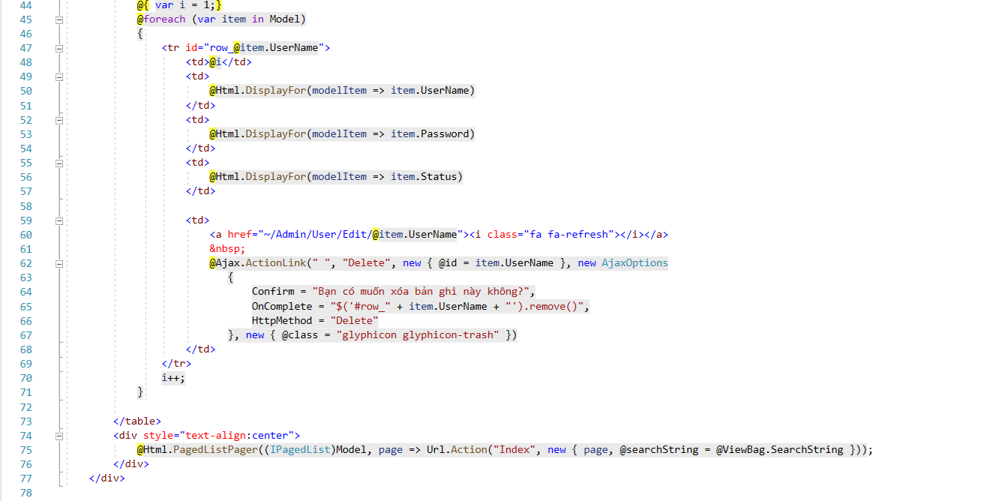 44 @{ var i = 1;}
45 @foreach (var item in Model)
46 {
47 <tr id="row_@item.UserName">
48 <td>@i</td>
49 <td>
50 @Html.DisplayFor(modelItem => item.UserName)
51 </td>
52 <td>
53 @Html.DisplayFor(modelItem => item.Password)
54 </td>
55 <td>
56 @Html.DisplayFor(modelItem => item.Status)
57 </td>
58
59 <td>
60 <a href="~/Admin/User/Edit/@item.UserName"><i class="fa fa-refresh"></i></a>
61 &nbsp;
62 @Ajax.ActionLink(" ", "Delete", new { @id = item.UserName }, new AjaxOptions
63 {
64 Confirm = "Bạn có muốn xóa bản ghi này không?",
65 OnComplete = "$('#row_" + item.UserName + "').remove()",
66 HttpMethod = "Delete"
67 }, new { @class = "glyphicon glyphicon-trash" })
68 </td>
69 </tr>
70 i++;
71 }
72
73 </table>
74 <div style="text-align:center">
75 @Html.PagedListPager((IPagedList)Model, page => Url.Action("Index", new { page, @searchString = @ViewBag.SearchString }));
76 </div>
77 </div>
78